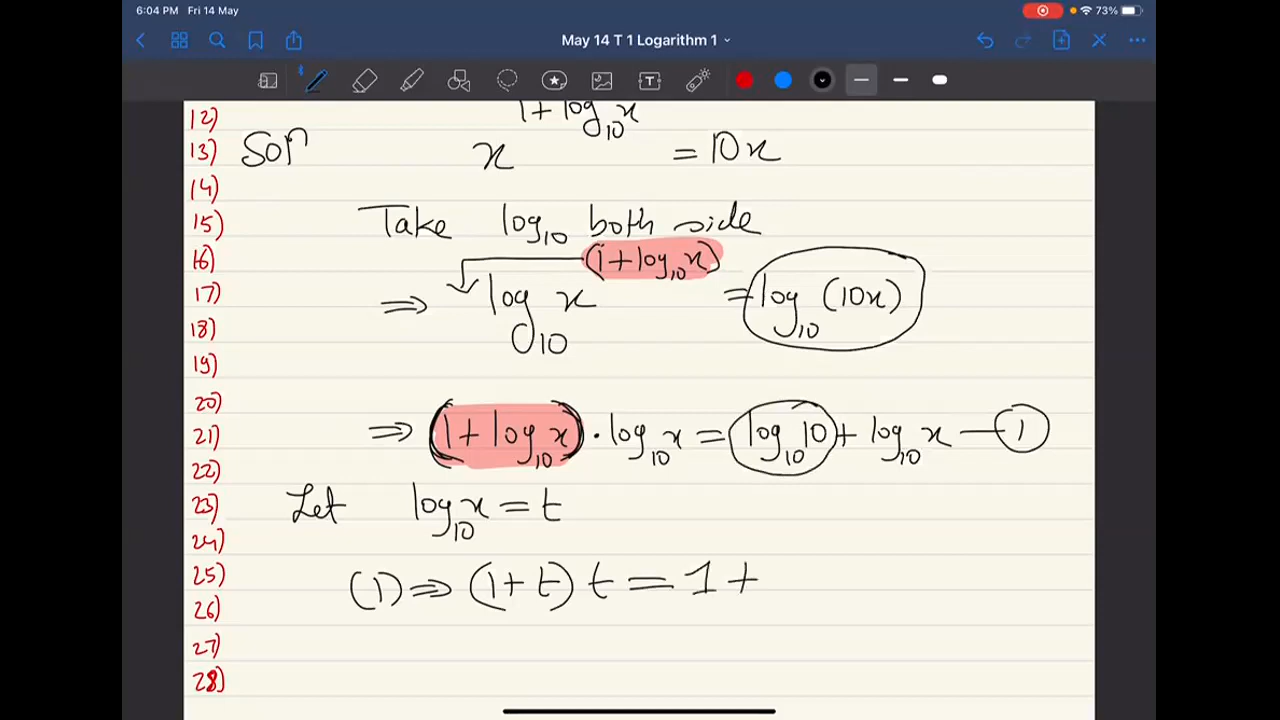 6:04 PM Fri 14 May 73%
May 14 T 1 Logarithm 1
12) 1 + log₁₀x
13) Solⁿ x = 10x
14)
15) Take log₁₀ both side
16) (1 + log₁₀x)
17) ⇒ log₁₀ x = log₁₀ (10x)
18)
19)
20)
21) ⇒ (1 + log₁₀x) · log₁₀x = log₁₀10 + log₁₀x — 1
22)
23) Let log₁₀x = t
24)
25) (1) ⇒ (1 + t) t = 1 +
26)
27)
28)